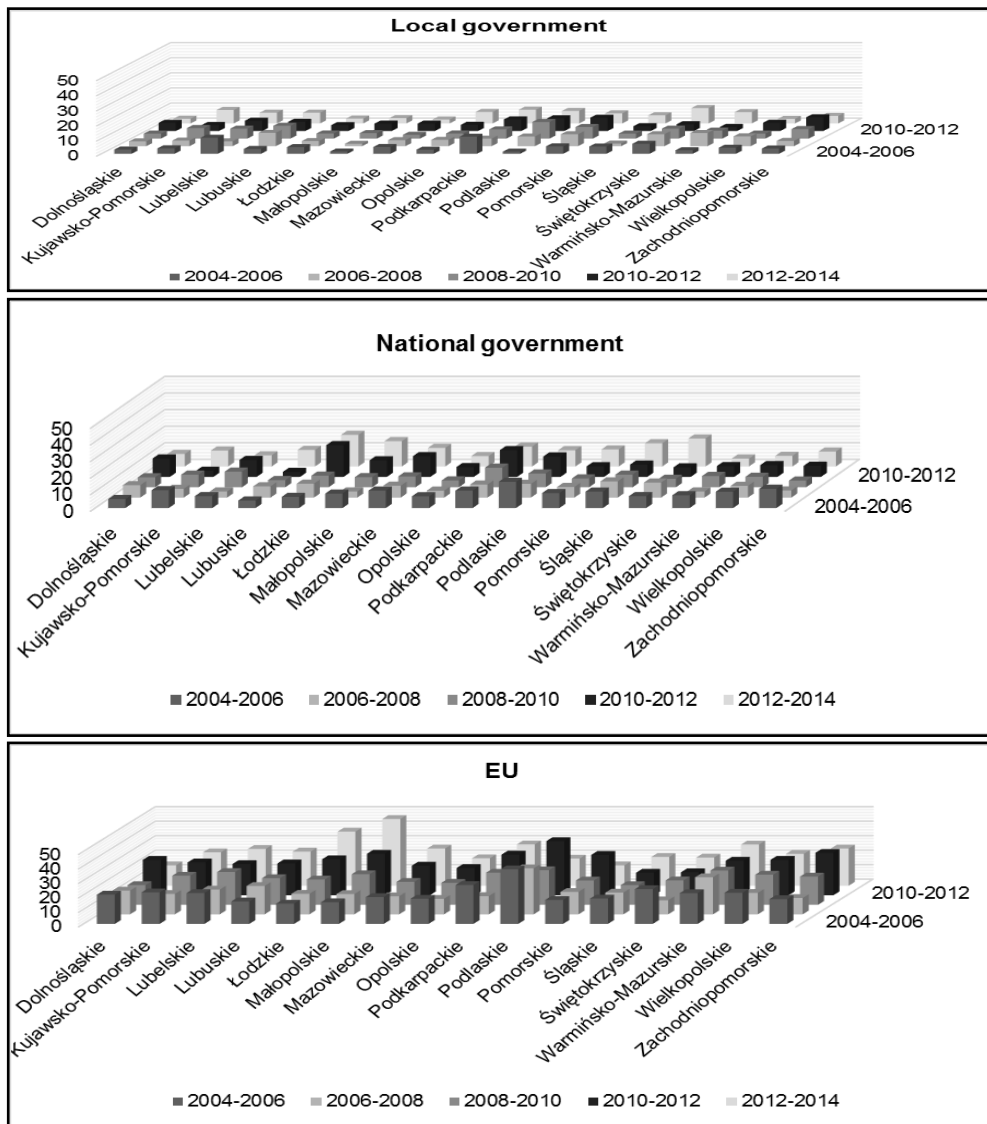 Local government
50
40
30
20
10
0
2010-2012
2004-2006
Dolnośląskie
Kujawsko-Pomorskie
Lubelskie
Lubuskie
Łódzkie
Małopolskie
Mazowieckie
Opolskie
Podkarpackie
Podlaskie
Pomorskie
Śląskie
Świętokrzyskie
Warmińsko-Mazurskie
Wielkopolskie
Zachodniopomorskie
2004-2006 2006-2008 2008-2010 2010-2012 2012-2014
National government
50
40
30
20
10
0
2010-2012
2004-2006
Dolnośląskie
Kujawsko-Pomorskie
Lubelskie
Lubuskie
Łódzkie
Małopolskie
Mazowieckie
Opolskie
Podkarpackie
Podlaskie
Pomorskie
Śląskie
Świętokrzyskie
Warmińsko-Mazurskie
Wielkopolskie
Zachodniopomorskie
2004-2006 2006-2008 2008-2010 2010-2012 2012-2014
EU
50
40
30
20
10
0
2010-2012
2004-2006
Dolnośląskie
Kujawsko-Pomorskie
Lubelskie
Lubuskie
Łódzkie
Małopolskie
Mazowieckie
Opolskie
Podkarpackie
Podlaskie
Pomorskie
Śląskie
Świętokrzyskie
Warmińsko-Mazurskie
Wielkopolskie
Zachodniopomorskie
2004-2006 2006-2008 2008-2010 2010-2012 2012-2014